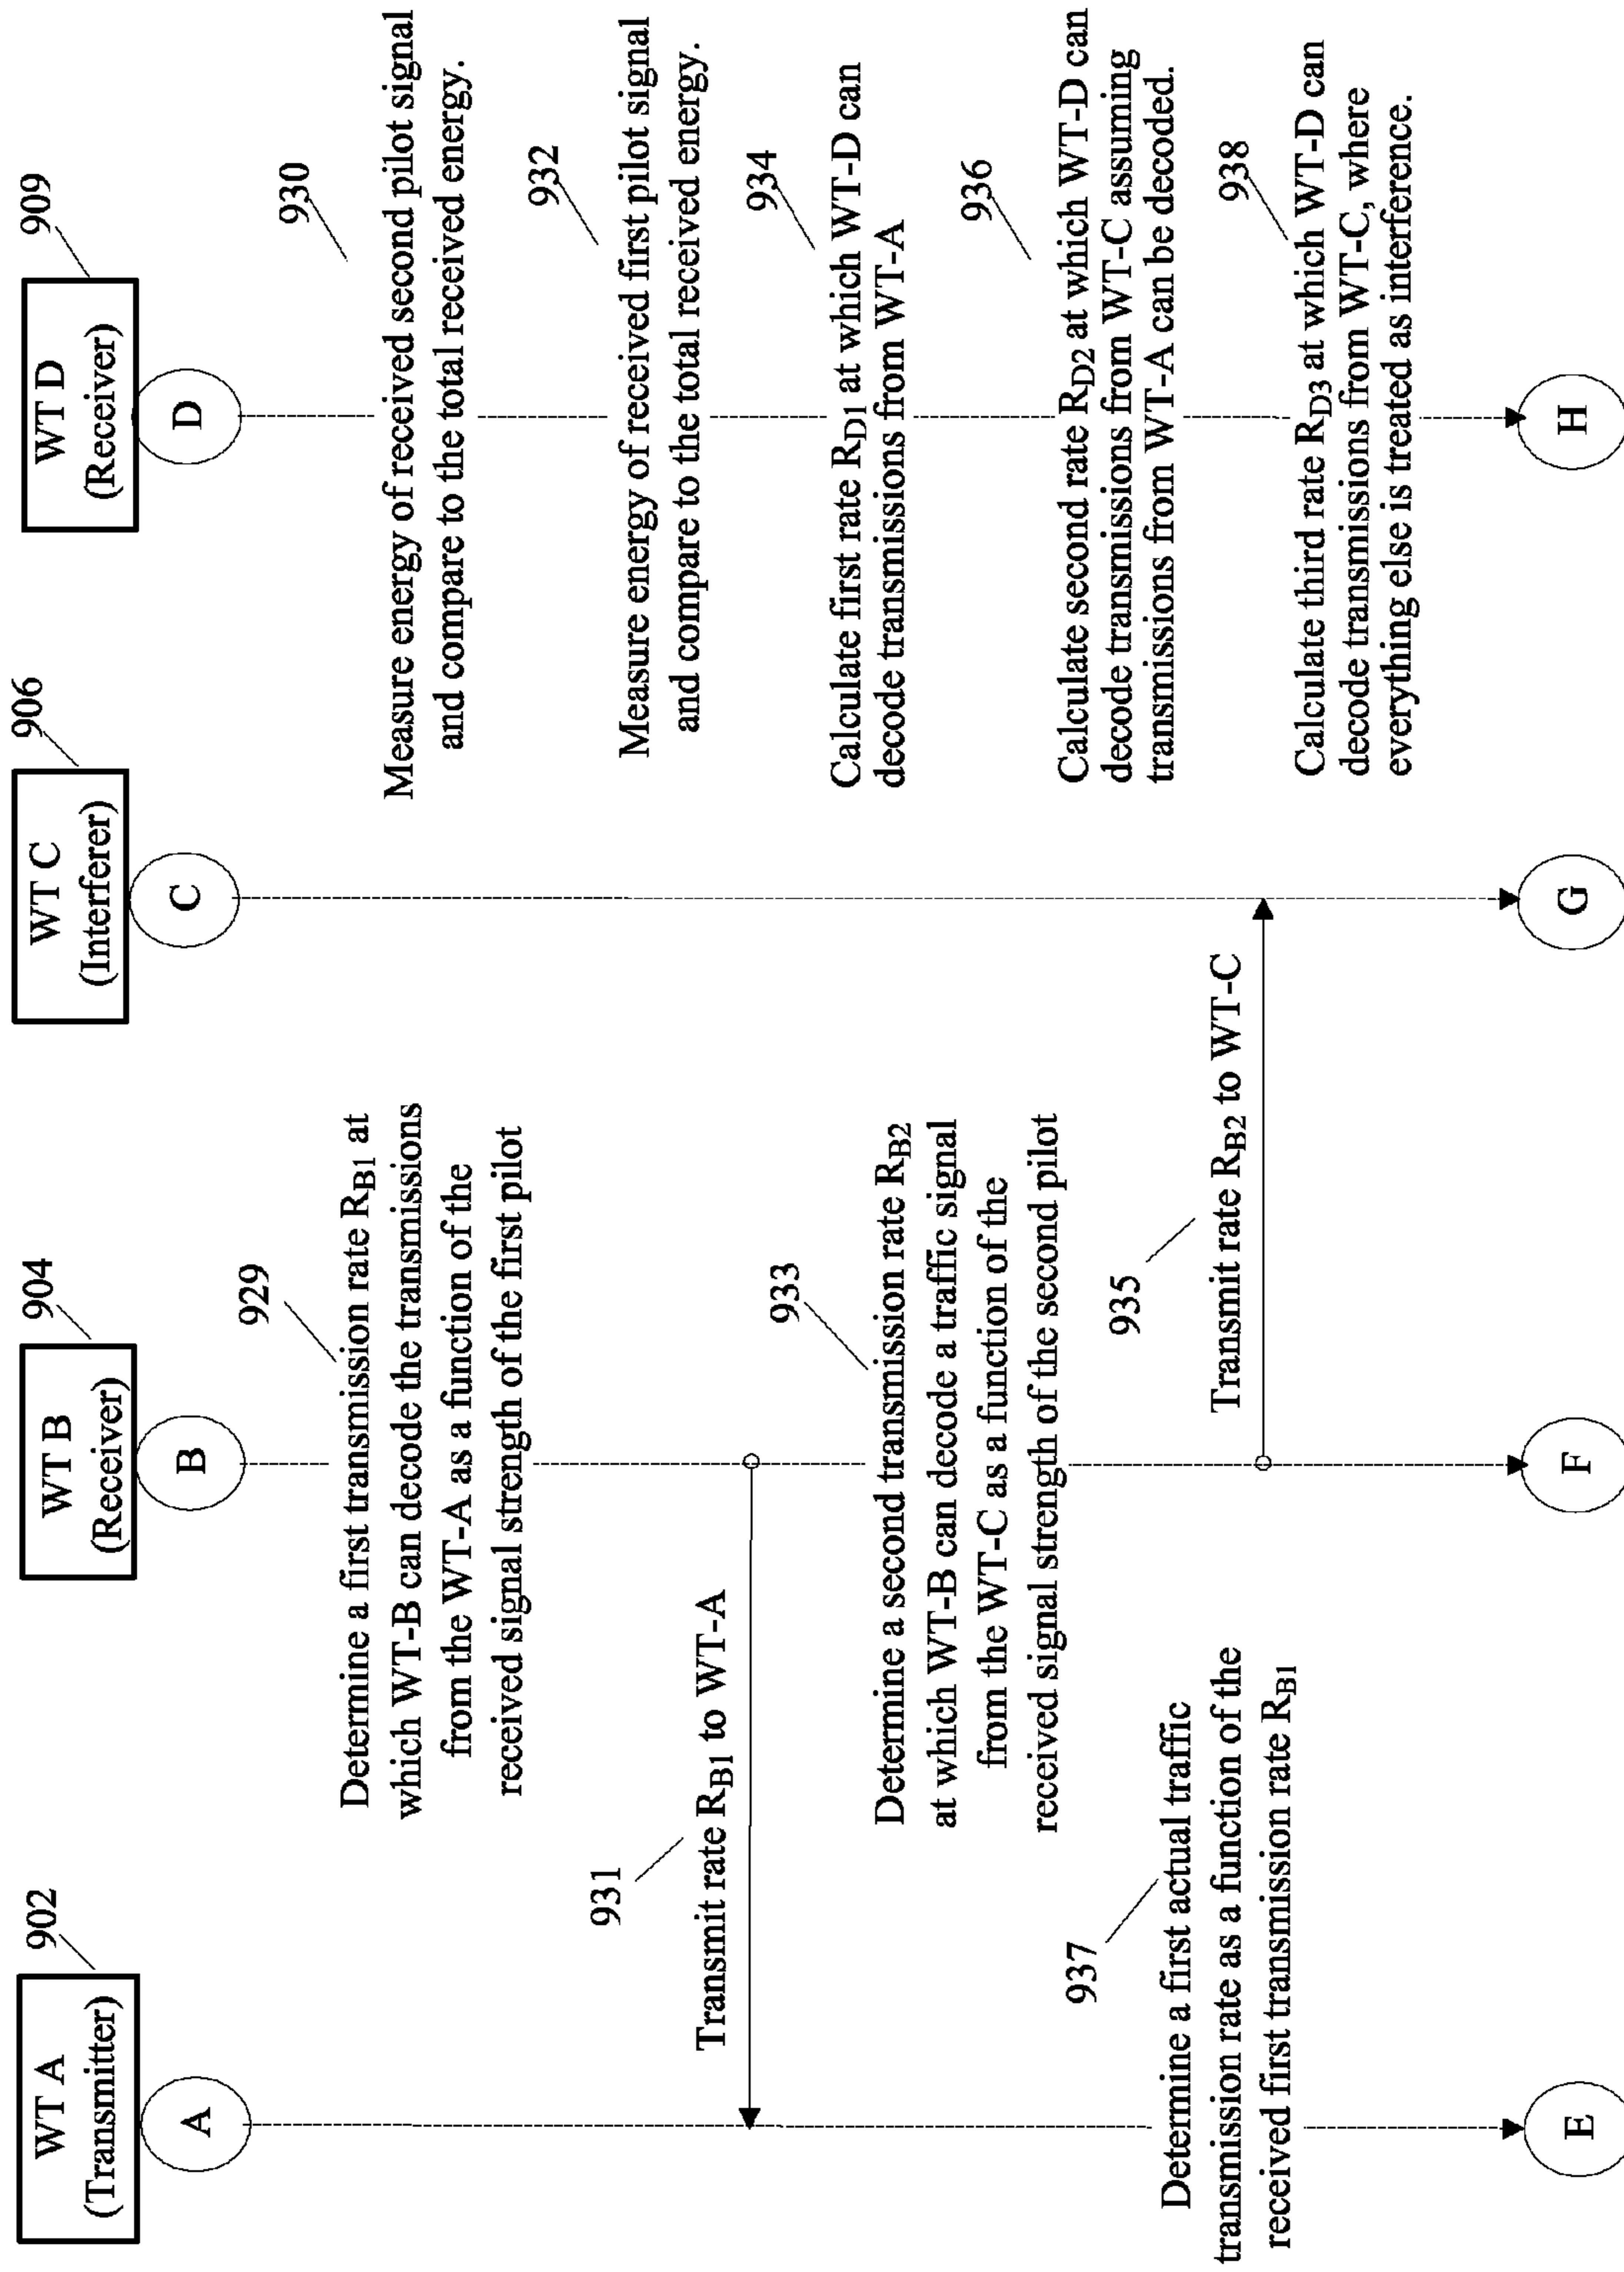 WT A
(Transmitter)
902
A
WT B
(Receiver)
904
B
WT C
(Interferer)
906
C
WT D
(Receiver)
909
D
929
Determine a first transmission rate R_B1 at
which WT-B can decode the transmissions
from the WT-A as a function of the
received signal strength of the first pilot
930
Measure energy of received second pilot signal
and compare to the total received energy.
931
Transmit rate R_B1 to WT-A
932
Measure energy of received first pilot signal
and compare to the total received energy.
933
Determine a second transmission rate R_B2
at which WT-B can decode a traffic signal
from the WT-C as a function of the
received signal strength of the second pilot
934
Calculate first rate R_D1 at which WT-D can
decode transmissions from WT-A
935
Transmit rate R_B2 to WT-C
936
Calculate second rate R_D2 at which WT-D can
decode transmissions from WT-C assuming
transmissions from WT-A can be decoded.
937
Determine a first actual traffic
transmission rate as a function of the
received first transmission rate R_B1
938
Calculate third rate R_D3 at which WT-D can
decode transmissions from WT-C, where
everything else is treated as interference.
E
F
G
H